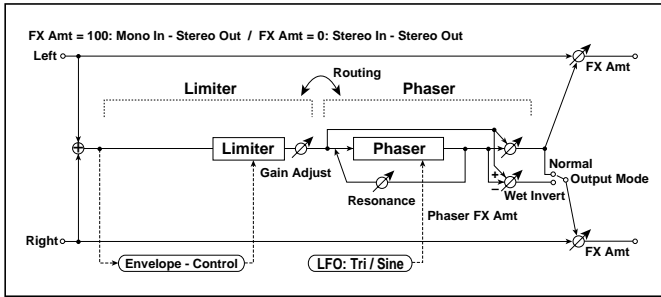 FX Amt = 100: Mono In - Stereo Out / FX Amt = 0: Stereo In - Stereo Out
Left
FX Amt
Routing
Limiter
Phaser
Limiter
Phaser
Gain Adjust
Normal
Output Mode
+
−
Wet Invert
Resonance
Phaser FX Amt
Right
FX Amt
Envelope - Control
LFO: Tri / Sine